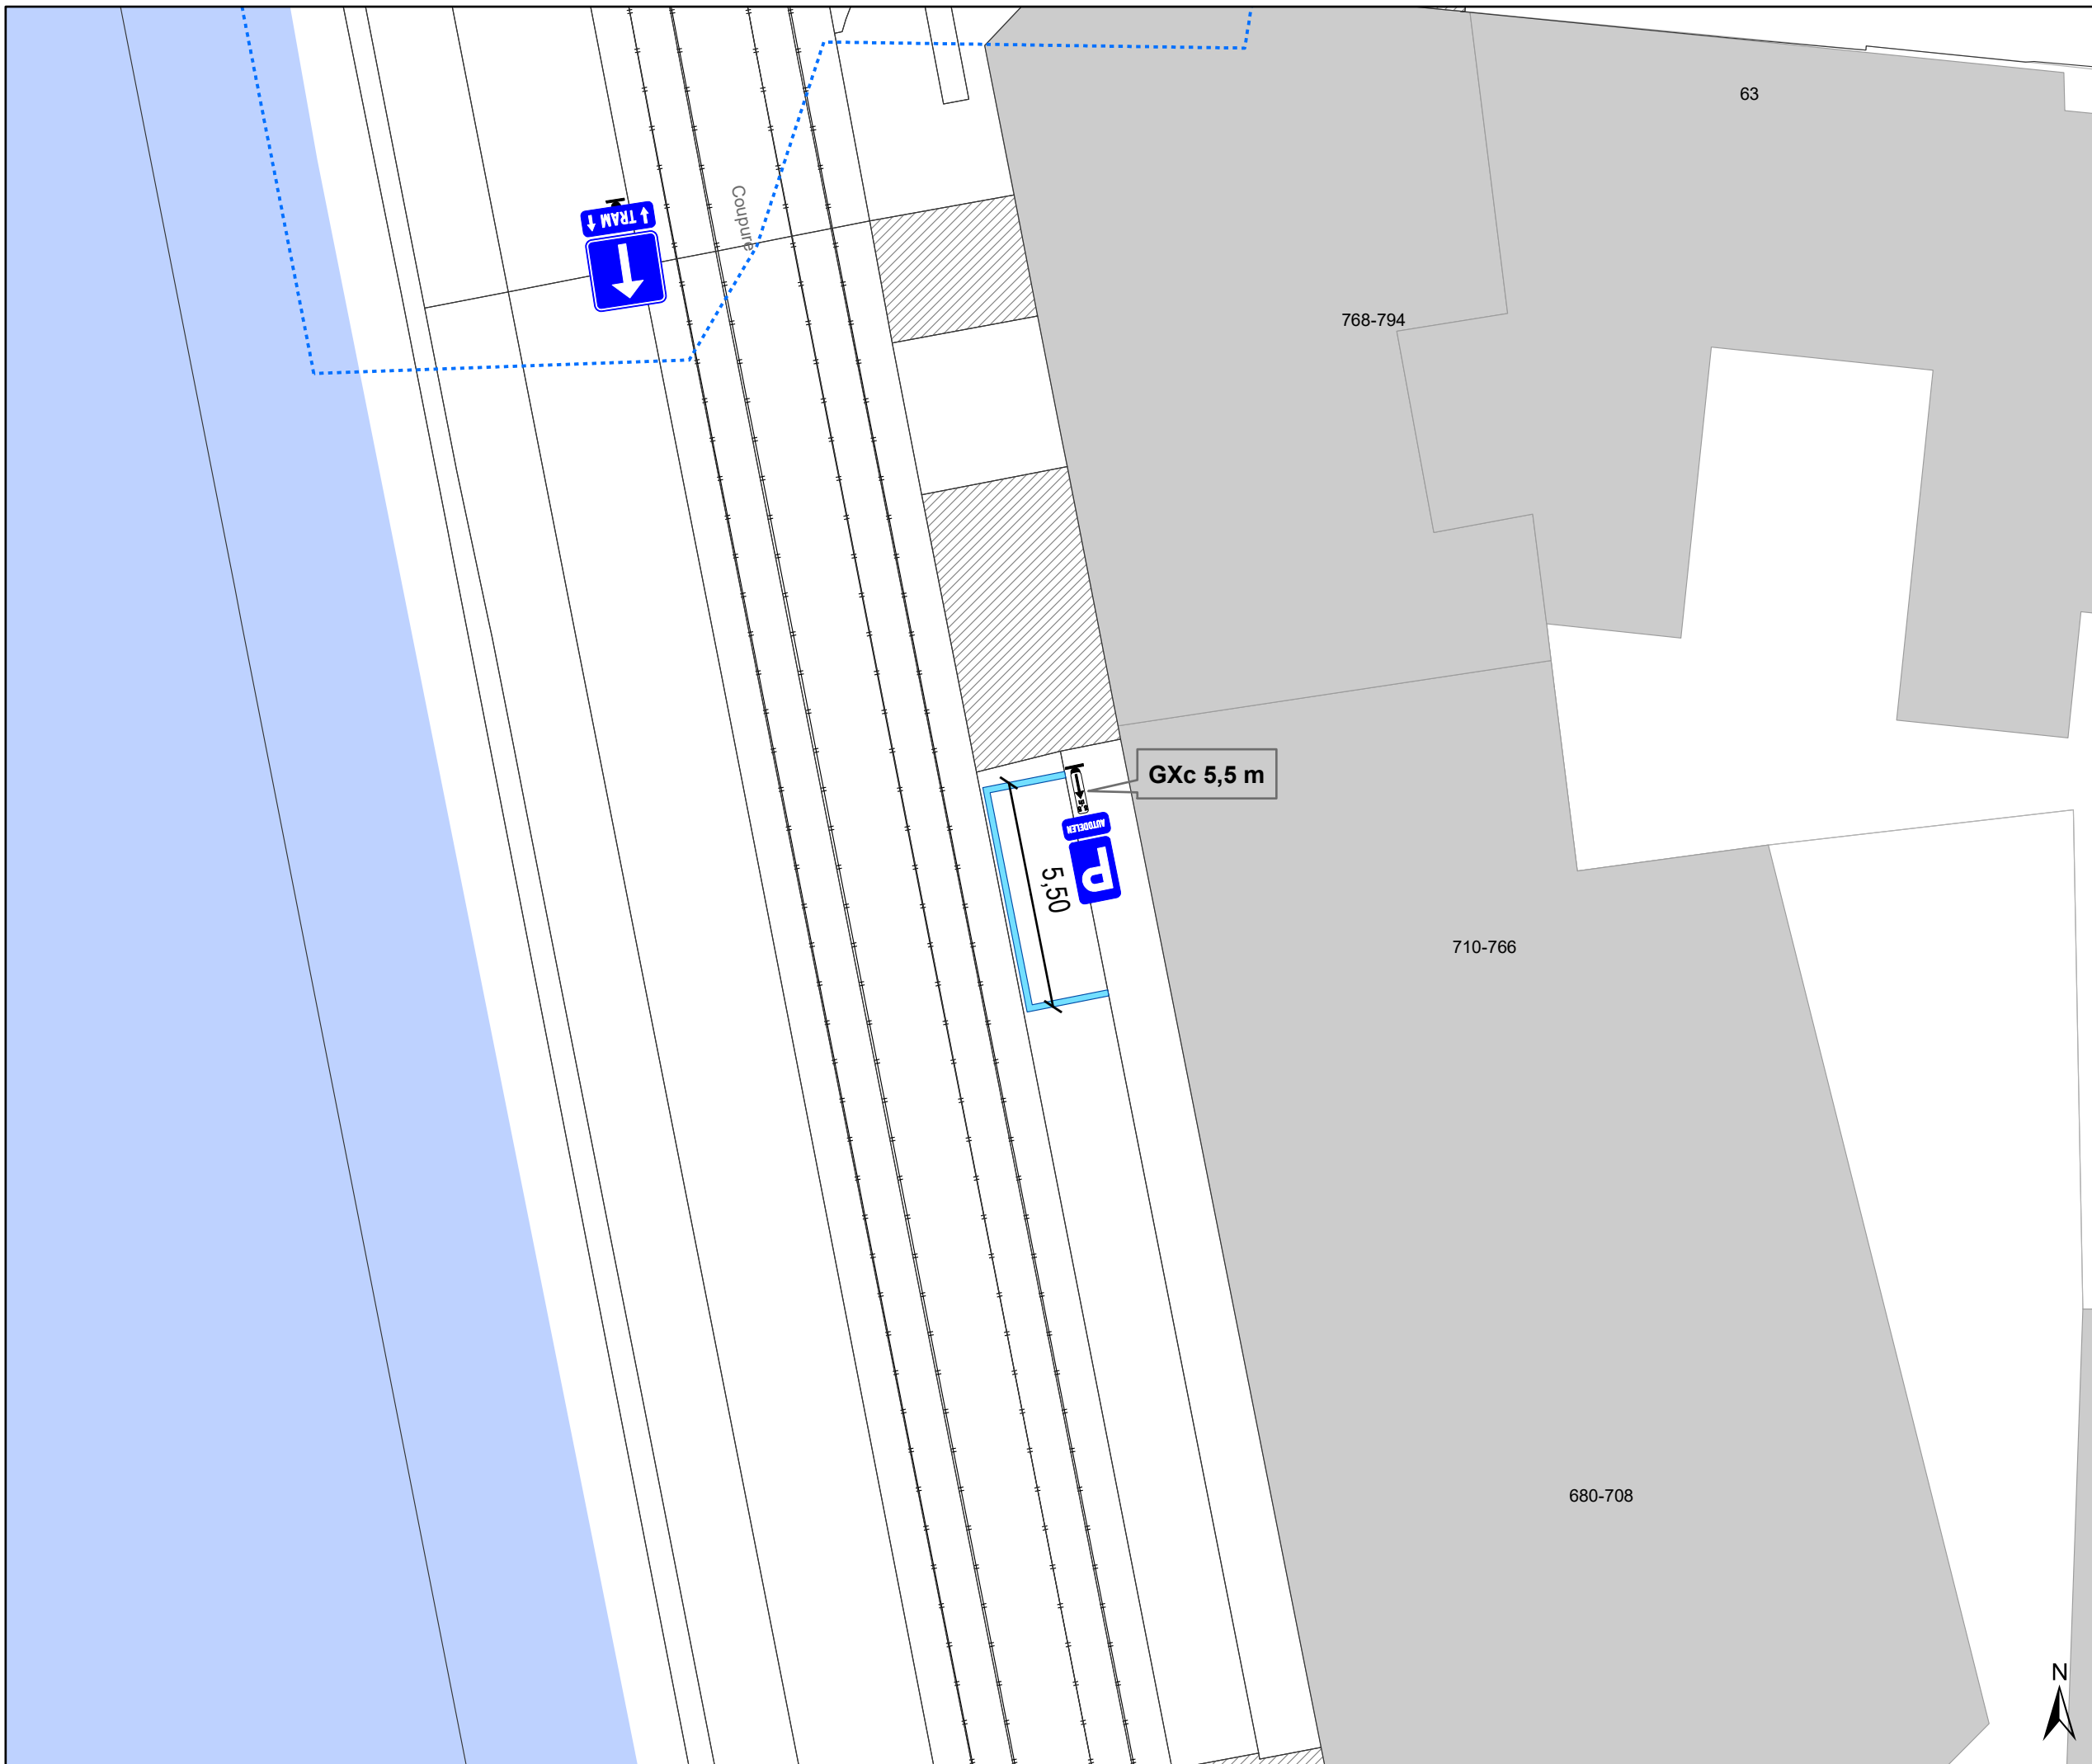 63
↓ TRAM ↑
Coupure
768-794
GXc 5,5 m
AUTODELEN
P
5,50
710-766
680-708
N